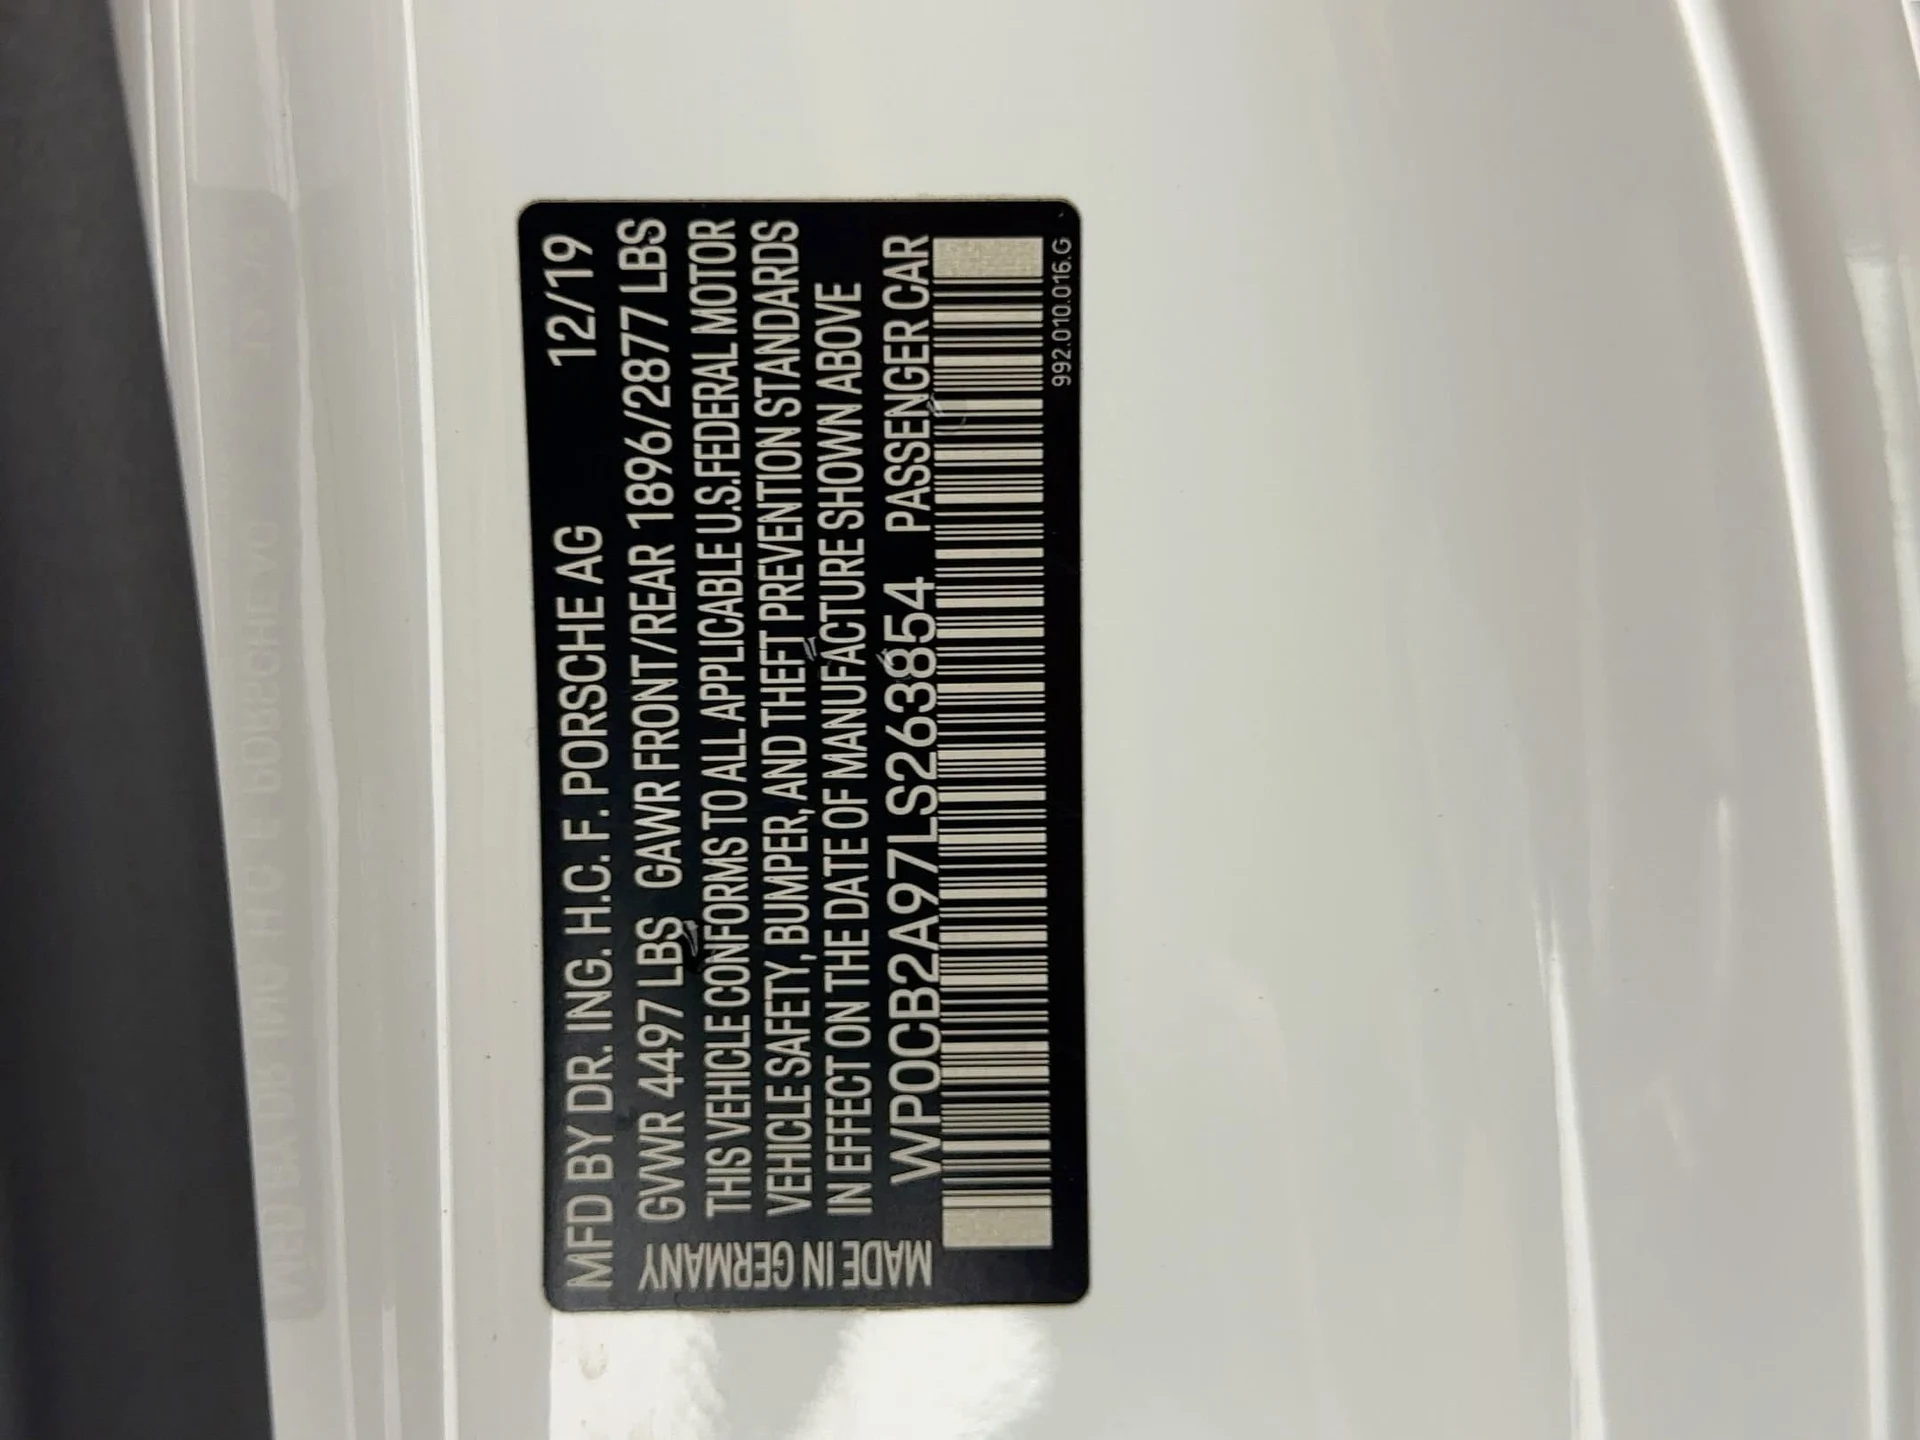 MFD BY DR. ING. H.C. F. PORSCHE AG 12/19
GVWR 4497 LBS GAWR FRONT/REAR 1896/2877 LBS
THIS VEHICLE CONFORMS TO ALL APPLICABLE U.S.FEDERAL MOTOR
VEHICLE SAFETY, BUMPER, AND THEFT PREVENTION STANDARDS
IN EFFECT ON THE DATE OF MANUFACTURE SHOWN ABOVE
WP0CB2A97LS263854 PASSENGER CAR
992.010.016.G
MADE IN GERMANY